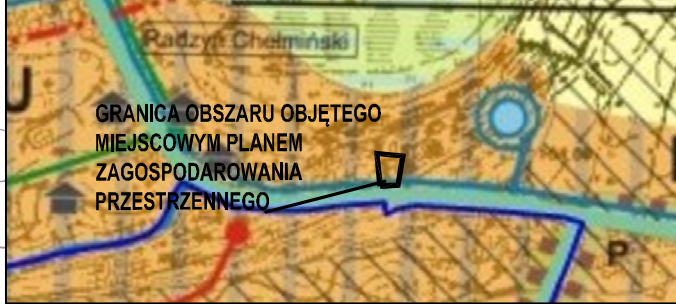 Radzyń Chełmiński
U
GRANICA OBSZARU OBJĘTEGO
MIEJSCOWYM PLANEM
ZAGOSPODAROWANIA
PRZESTRZENNEGO
P